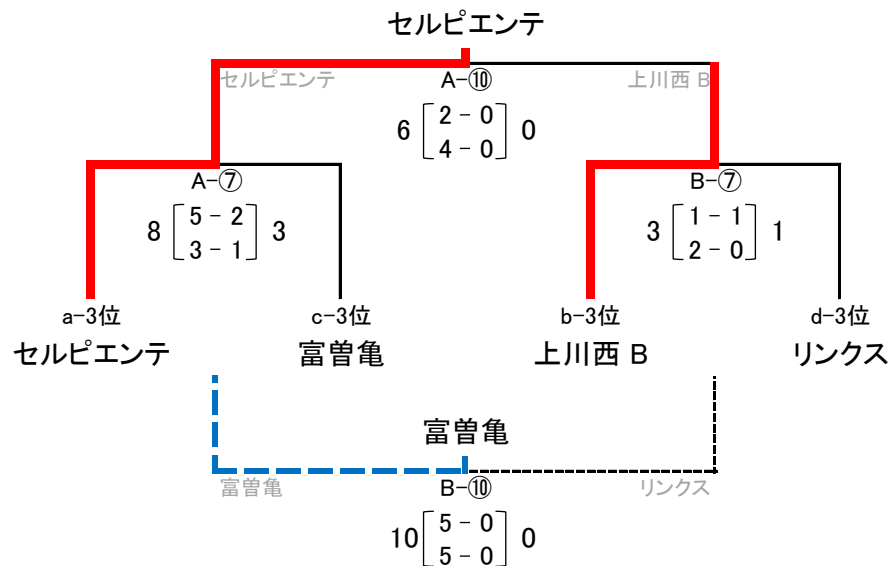 セルピエンテ
セルピエンテ A-⑩ 上川西 B
6 2 - 0 0
4 - 0
A-⑦ B-⑦
8 5 - 2 3 3 1 - 1 1
3 - 1 2 - 0
a-3位 c-3位 b-3位 d-3位
セルピエンテ 富曽亀 上川西 B リンクス
富曽亀
富曽亀 B-⑩ リンクス
10 5 - 0 0
5 - 0